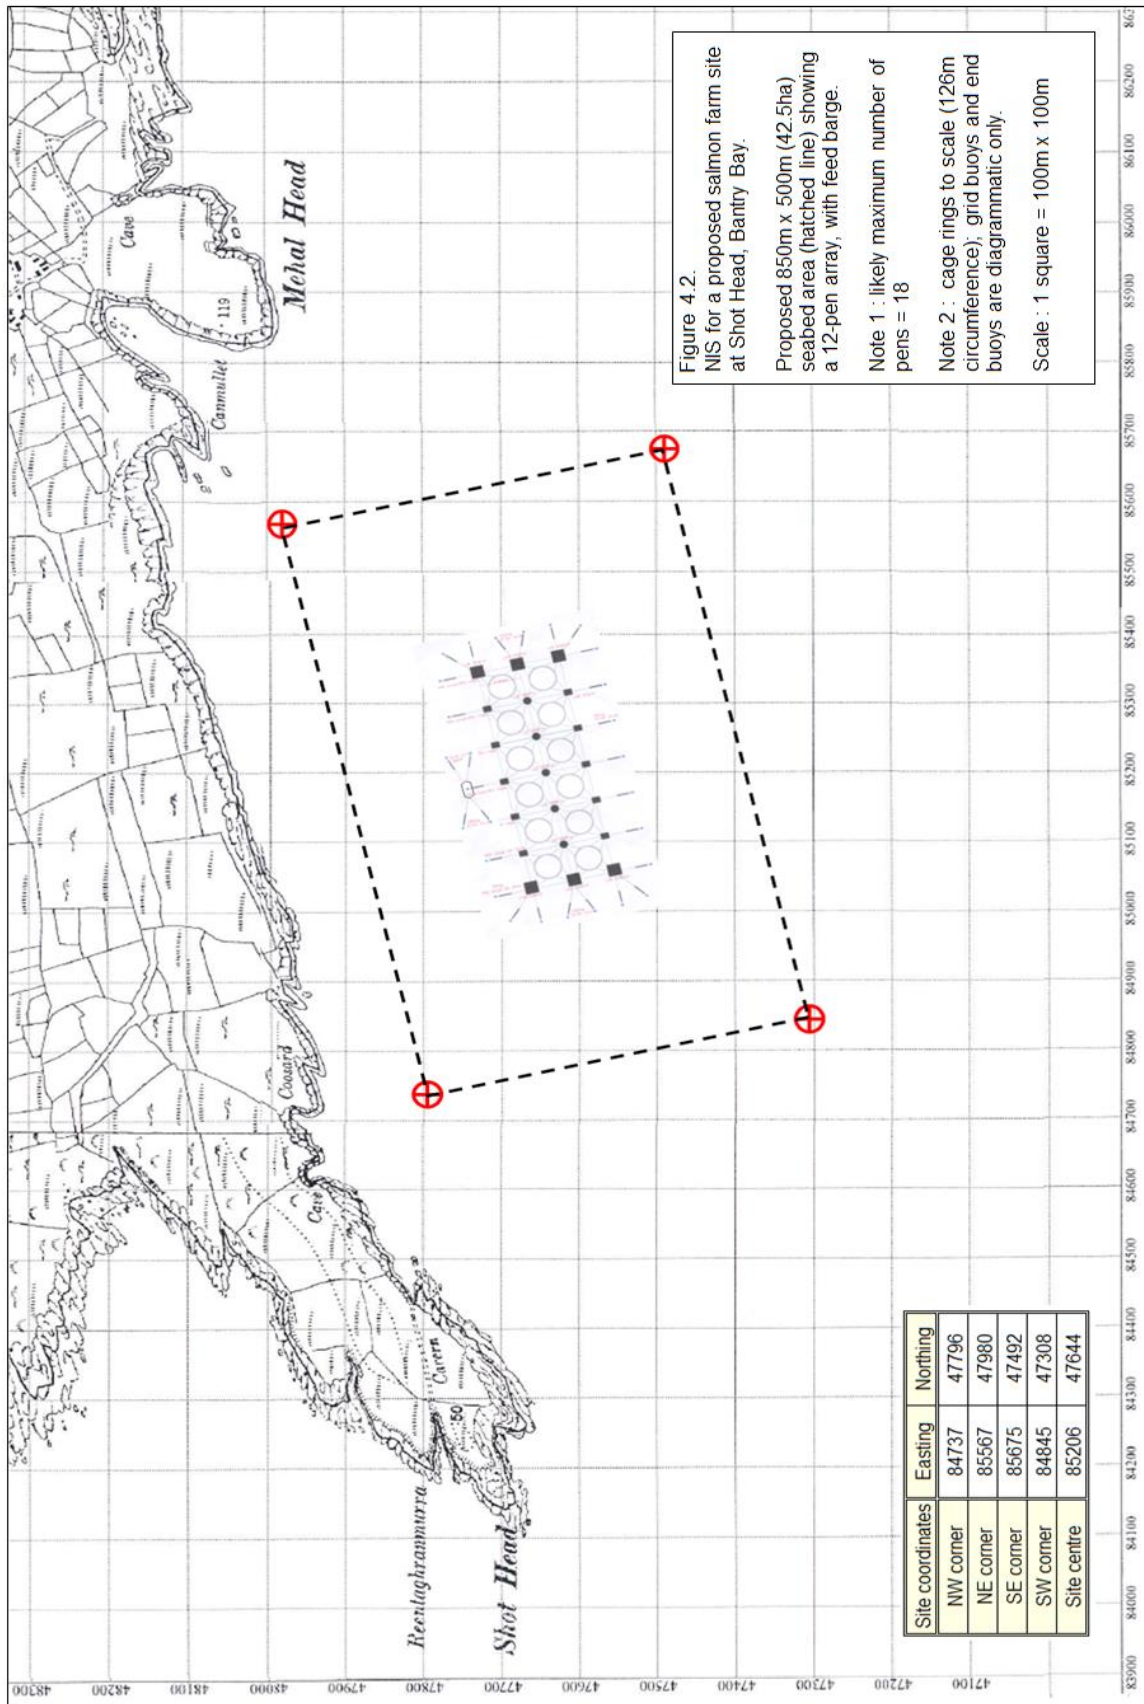 Cave
Mehal Head
119
Canmullet
Coosard
Cave
Cavern
50
Reentaghrammurra
Shot Head
Figure 4.2.
NIS for a proposed salmon farm site
at Shot Head, Bantry Bay.
Proposed 850m x 500m (42.5ha)
seabed area (hatched line) showing
a 12-pen array, with feed barge.
Note 1 : likely maximum number of
pens = 18
Note 2 : cage rings to scale (126m
circumference); grid buoys and end
buoys are diagrammatic only.
Scale : 1 square = 100m x 100m
Site coordinates Easting Northing
NW corner 84737 47796
NE corner 85567 47980
SE corner 85675 47492
SW corner 84845 47308
Site centre 85206 47644
48300
48200
48100
48000
47900
47800
47700
47600
47500
47400
47300
47200
47100
83900 84000 84100 84200 84300 84400 84500 84600 84700 84800 84900 85000 85100 85200 85300 85400 85500 85600 85700 85800 85900 86000 86100 86200